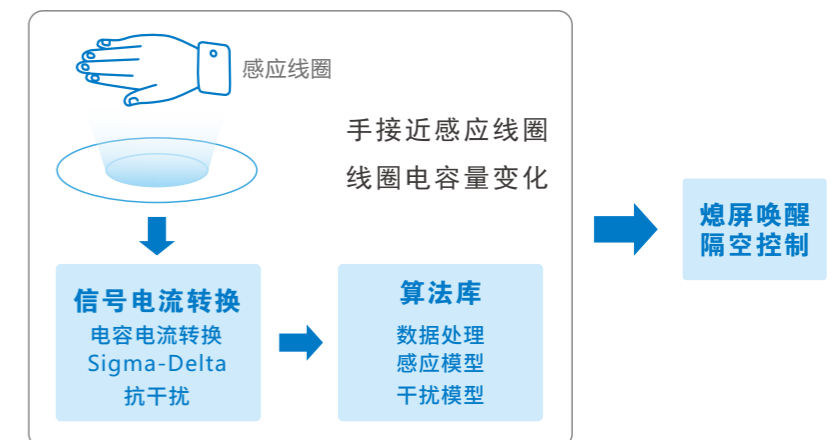 感应线圈
手接近感应线圈
线圈电容量变化
信号电流转换
电容电流转换
Sigma-Delta
抗干扰
算法库
数据处理
感应模型
干扰模型
熄屏唤醒
隔空控制